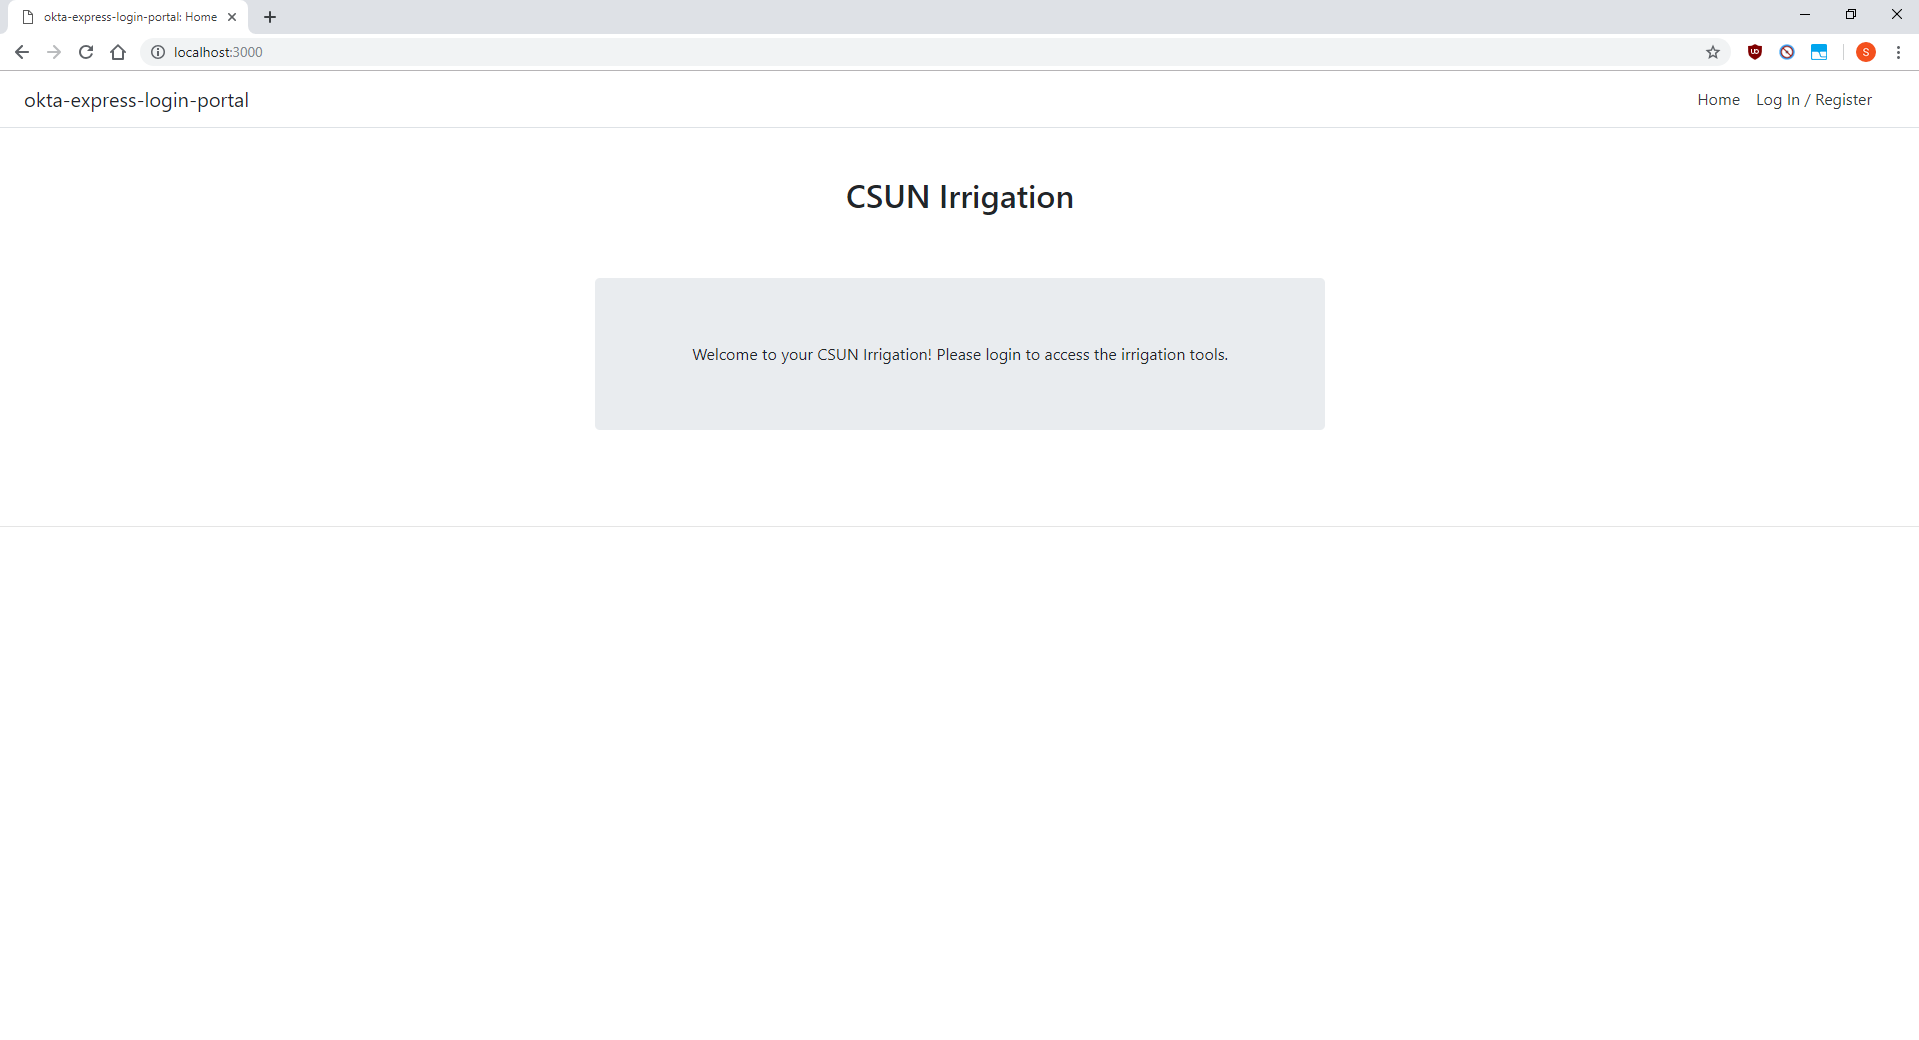 okta-express-login-portal: Home
localhost:3000
S
okta-express-login-portal
Home Log In / Register
CSUN Irrigation
Welcome to your CSUN Irrigation! Please login to access the irrigation tools.